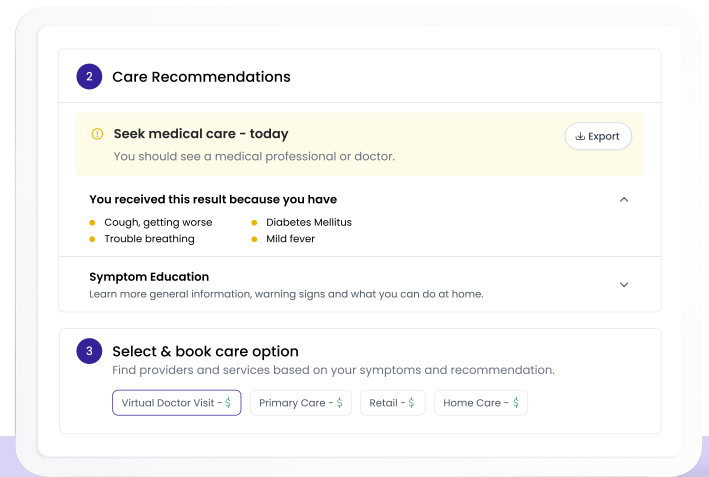 2 Care Recommendations
Seek medical care - today
Export
You should see a medical professional or doctor.
You received this result because you have
Cough, getting worse
Diabetes Mellitus
Trouble breathing
Mild fever
Symptom Education
Learn more general information, warning signs and what you can do at home.
3 Select & book care option
Find providers and services based on your symptoms and recommendation.
Virtual Doctor Visit - $
Primary Care - $
Retail - $
Home Care - $